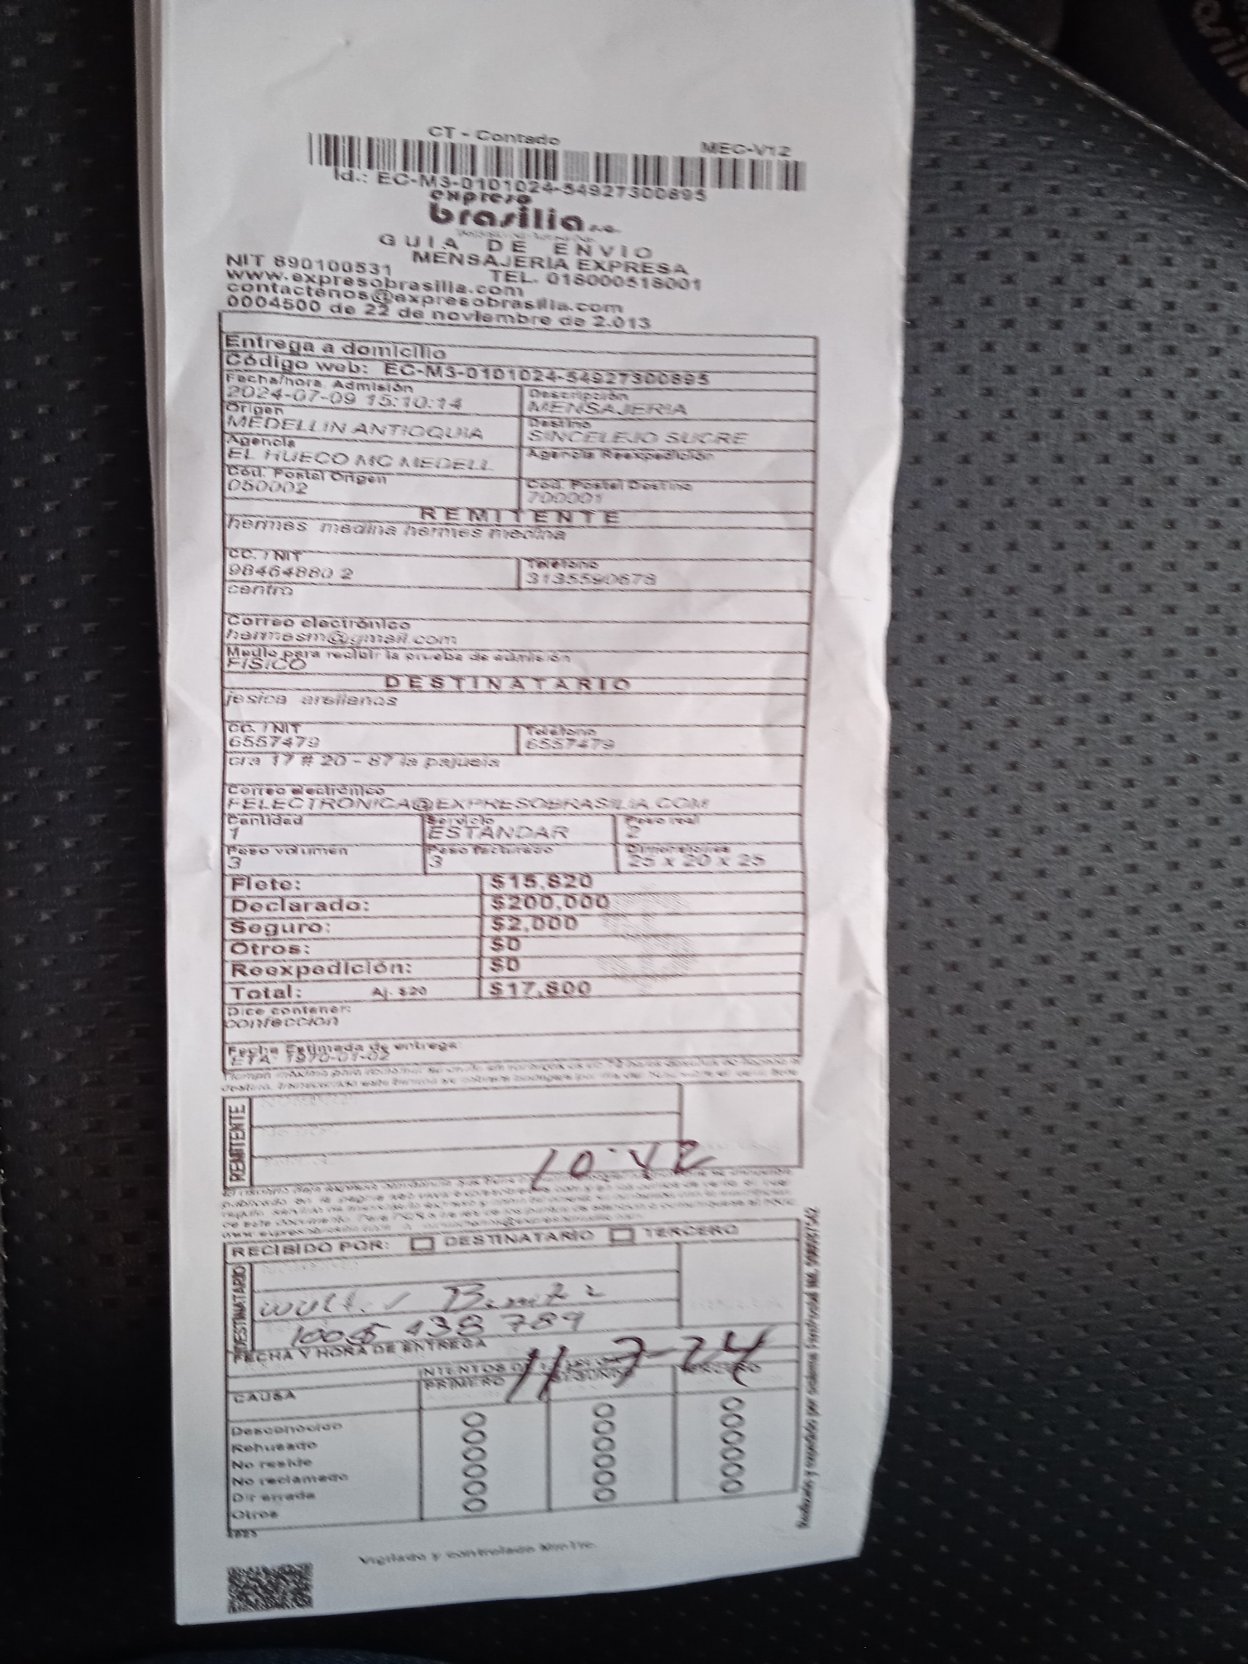 CT - Contado
MEC-V12
Id.: EC-M3-0101024-54927300895
expreso
brasilia s.a.
GUIA DE ENVIO
NIT 890100531 MENSAJERIA EXPRESA
www.expresobrasilia.com TEL. 018000518001
contactenos@expresobrasilia.com
0004500 de 22 de noviembre de 2.013
Entrega a domicilio
Código web: EC-M3-0101024-54927300895
Fecha/hora Admisión Descripción
2024-07-09 15:10:14 MENSAJERIA
Origen Destino
MEDELLIN ANTIOQUIA SINCELEJO SUCRE
Agencia Agencia Reexpedición
EL HUECO MC MEDELL
Cód. Postal Origen Cód. Postal Destino
050002 700001
REMITENTE
hermes medina hermes medina
CC. / NIT Teléfono
98464880 2 3135590678
centro
Correo electrónico
hermesm@gmail.com
Medio para recibir la prueba de admisión
FISICO
DESTINATARIO
jesica arellanos
CC. / NIT Teléfono
6557479 6557479
cra 17 # 20 - 87 la pajuela
Correo electrónico
FELECTRONICA@EXPRESOBRASILIA.COM
Cantidad Servicio Peso real
1 ESTANDAR 2
Peso volumen Peso facturado Dimensiones
3 3 25 x 20 x 25
Flete: $15,820
Declarado: $200,000
Seguro: $2,000
Otros: $0
Reexpedición: $0
Total: Aj. $20 $17,800
Dice contener:
confeccion
Fecha Estimada de entrega
ETA: 1970-01-02
REMITENTE
10:42
RECIBIDO POR: DESTINATARIO TERCERO
DESTINATARIO
1005438789
FECHA Y HORA DE ENTREGA
11-7-24
INTENTOS
CAUSA PRIMERO SEGUNDO
Desconocido
Rehusado
No reside
No reclamado
Dir errada
Otros
Vigilado y controlado MinTic